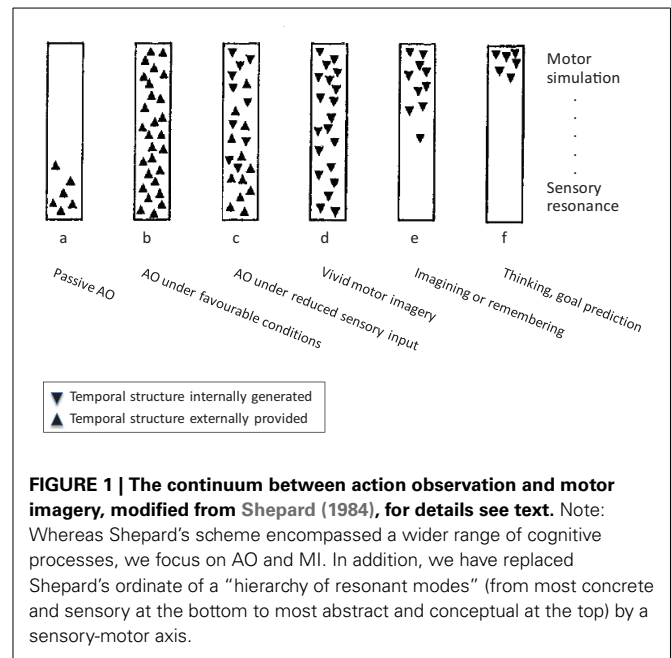 Motor
simulation
.
.
.
.
.
Sensory
resonance
a b c d e f
Passive AO
AO under favourable conditions
AO under reduced sensory input
Vivid motor imagery
Imagining or remembering
Thinking, goal prediction
▼ Temporal structure internally generated
▲ Temporal structure externally provided
FIGURE 1 | The continuum between action observation and motor
imagery, modified from Shepard (1984), for details see text. Note:
Whereas Shepard's scheme encompassed a wider range of cognitive
processes, we focus on AO and MI. In addition, we have replaced
Shepard's ordinate of a “hierarchy of resonant modes” (from most concrete
and sensory at the bottom to most abstract and conceptual at the top) by a
sensory-motor axis.